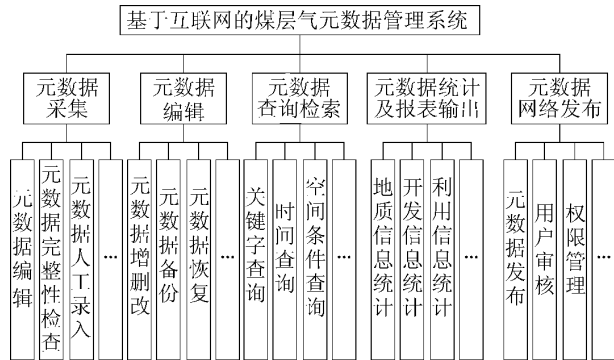 基于互联网的煤层气元数据管理系统
元数据
采集
元数据
编辑
元数据
查询检索
元数据统计
及报表输出
元数据
网络发布
元数据编辑
元数据完整性检查
元数据人工录入
...
元数据增删改
元数据备份
元数据恢复
...
关键字查询
时间查询
空间条件查询
...
地质信息统计
开发信息统计
利用信息统计
...
元数据发布
用户审核
权限管理
...